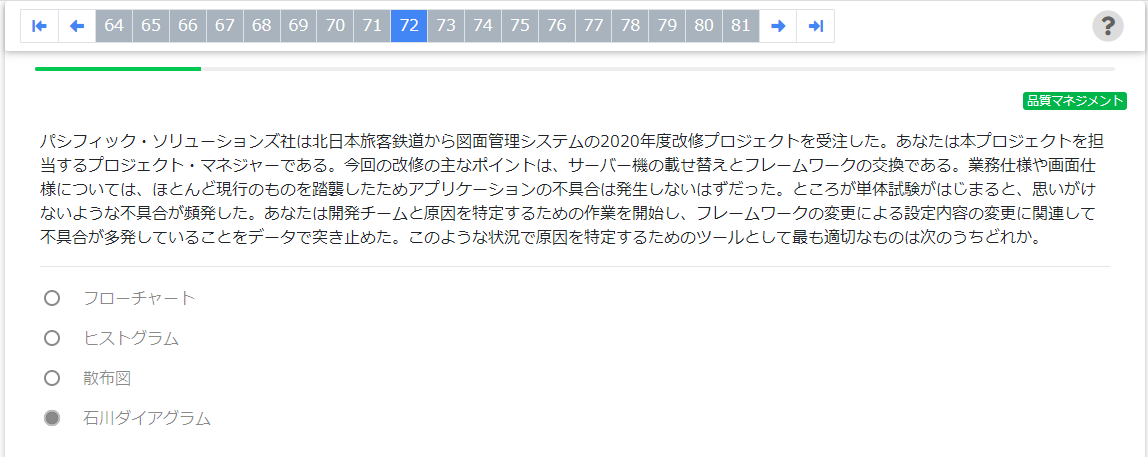 64 65 66 67 68 69 70 71 72 73 74 75 76 77 78 79 80 81 ?
品質マネジメント
パシフィック・ソリューションズ社は北日本旅客鉄道から図面管理システムの2020年度改修プロジェクトを受注した。あなたは本プロジェクトを担
当するプロジェクト・マネジャーである。今回の改修の主なポイントは、サーバー機の載せ替えとフレームワークの交換である。業務仕様や画面仕
様については、ほとんど現行のものを踏襲したためアプリケーションの不具合は発生しないはずだった。ところが単体試験がはじまると、思いがけ
ないような不具合が頻発した。あなたは開発チームと原因を特定するための作業を開始し、フレームワークの変更による設定内容の変更に関連して
不具合が多発していることをデータで突き止めた。このような状況で原因を特定するためのツールとして最も適切なものは次のうちどれか。
フローチャート
ヒストグラム
散布図
石川ダイアグラム